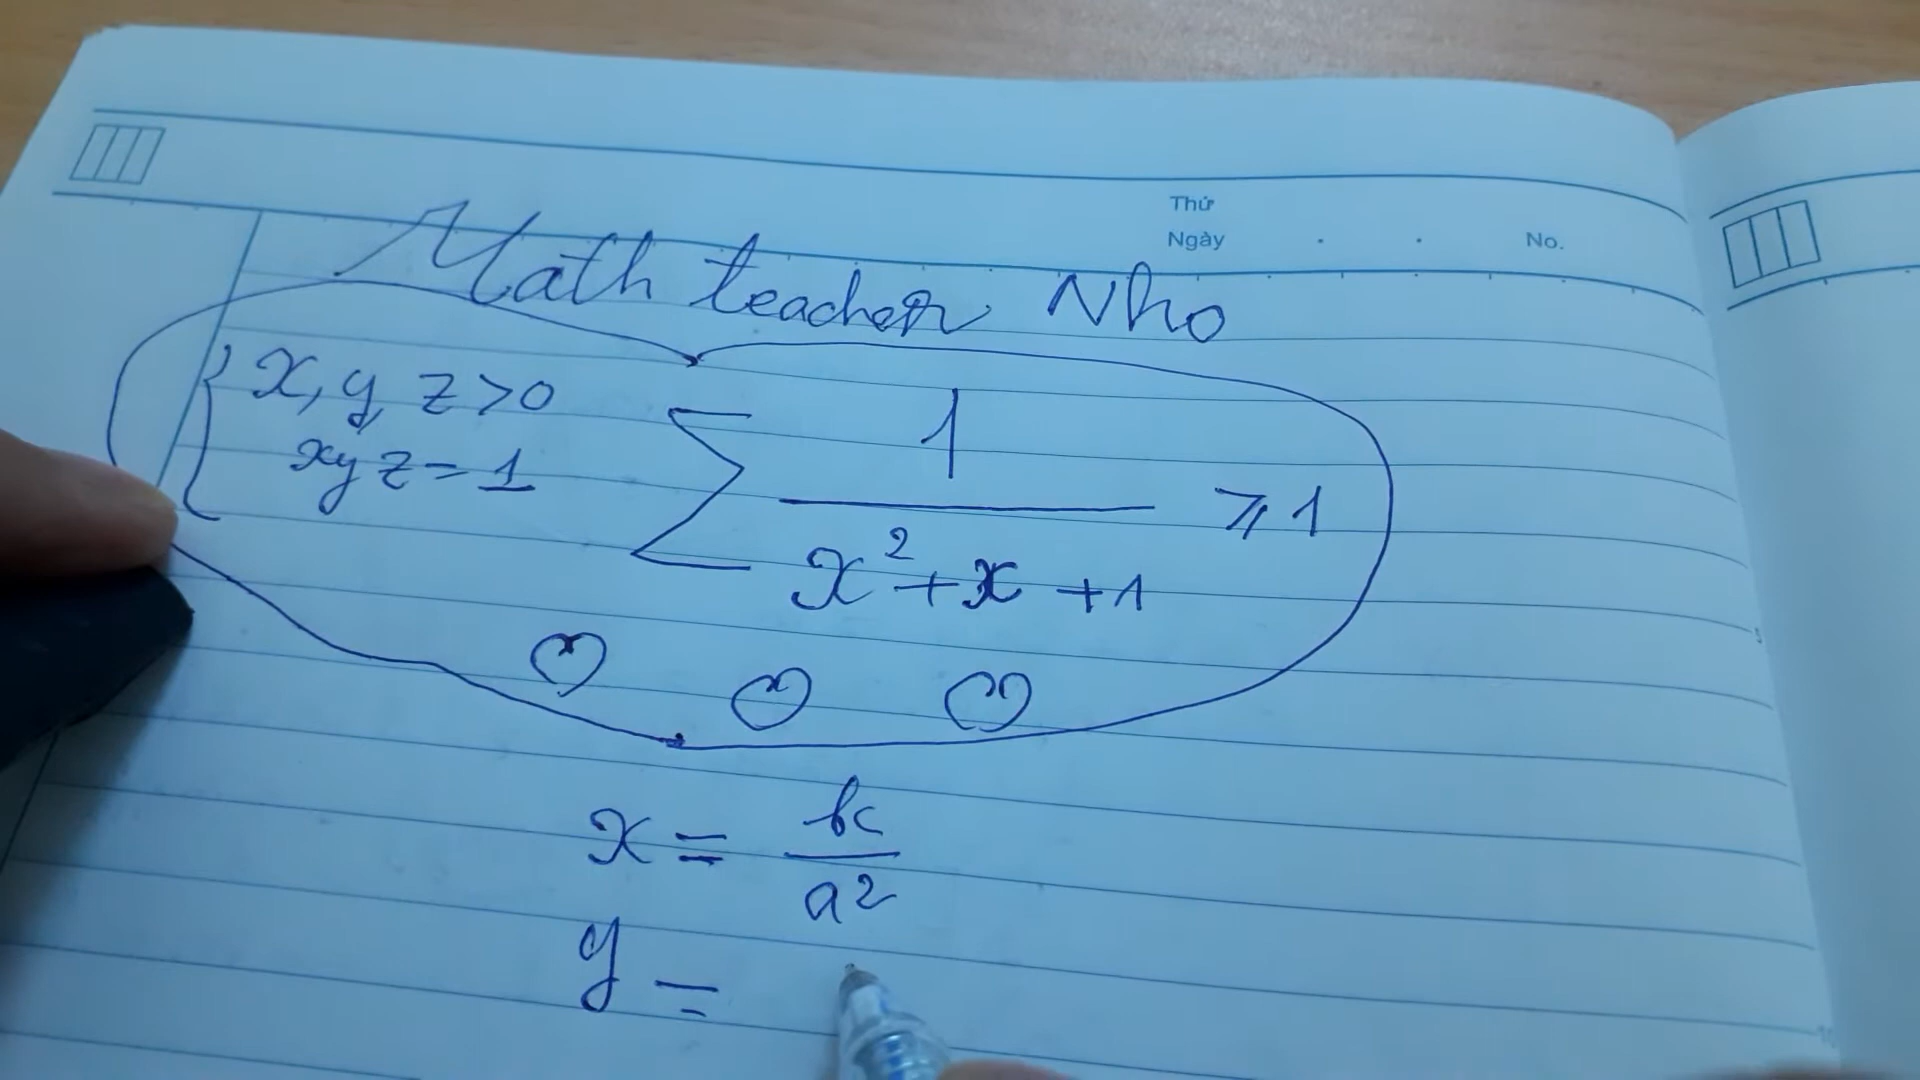 Thứ
Ngày . . No.
Math teacher Nho
{ x, y, z > 0
xyz = 1
∑ 1 / (x² + x + 1) ⩾ 1
x = bc / a²
y =